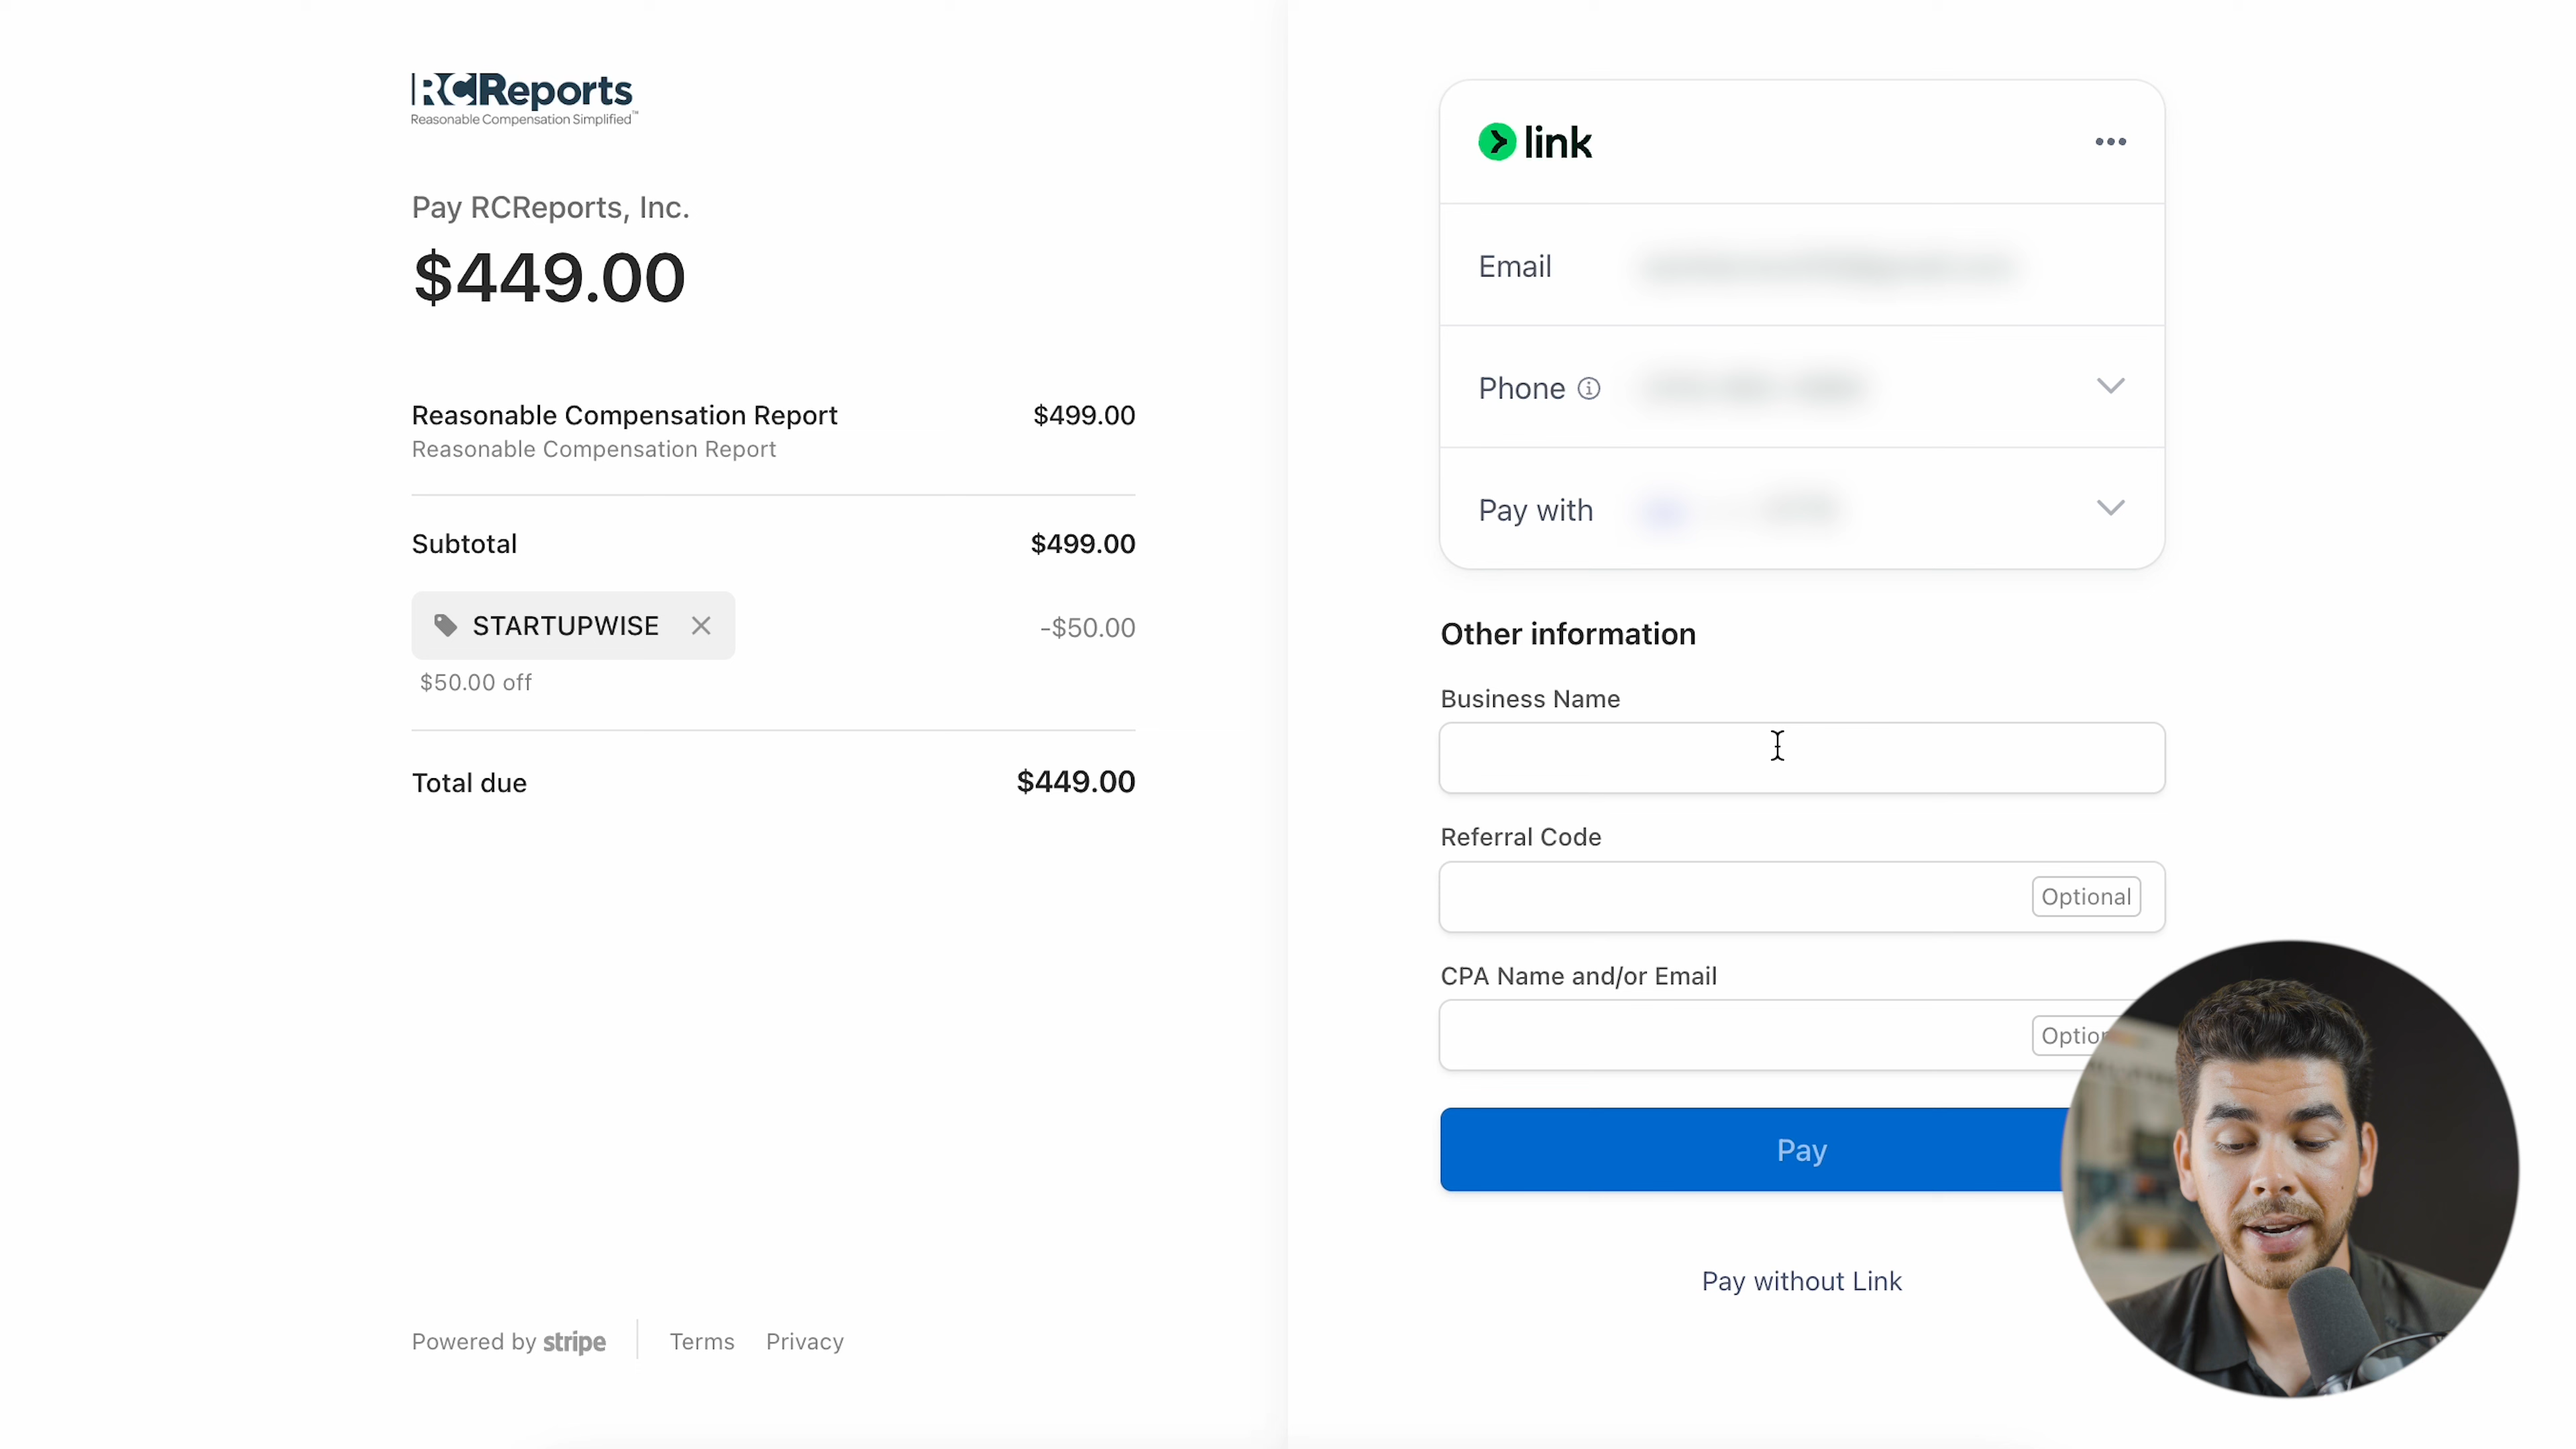 RCReports
Reasonable Compensation Simplified™
Pay RCReports, Inc.
$449.00
Reasonable Compensation Report $499.00
Reasonable Compensation Report
Subtotal $499.00
STARTUPWISE -$50.00
$50.00 off
Total due $449.00
Powered by stripe Terms Privacy
link
Email
Phone
Pay with
Other information
Business Name
Referral Code
Optional
CPA Name and/or Email
Pay
Pay without Link